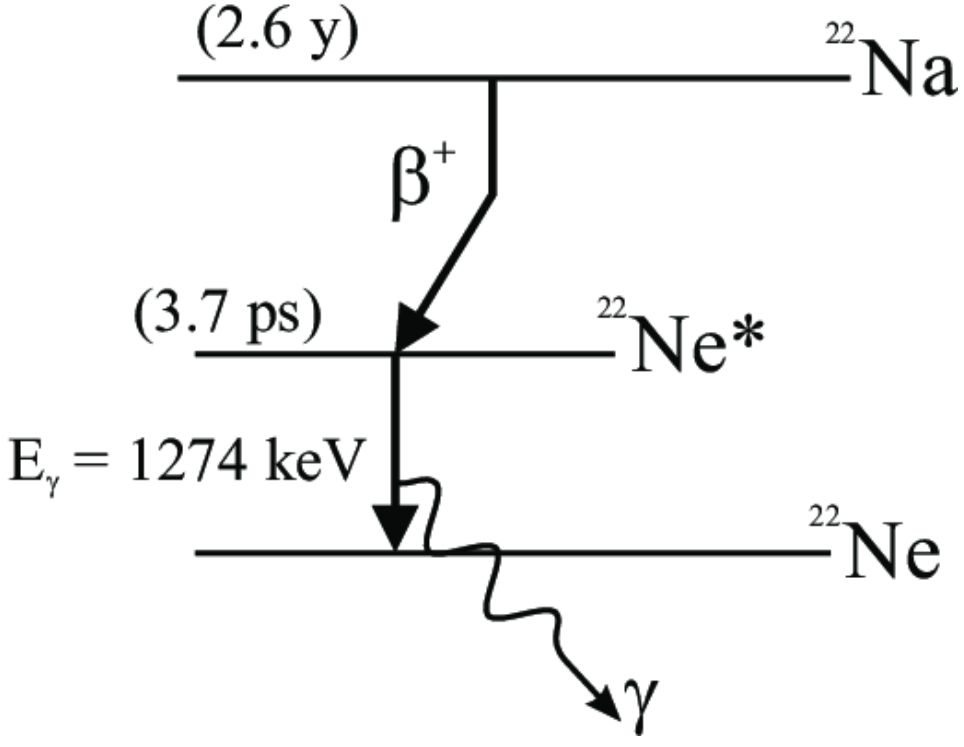 (2.6 y)
²²Na
β⁺
(3.7 ps)
²²Ne*
Eᵧ = 1274 keV
²²Ne
γ